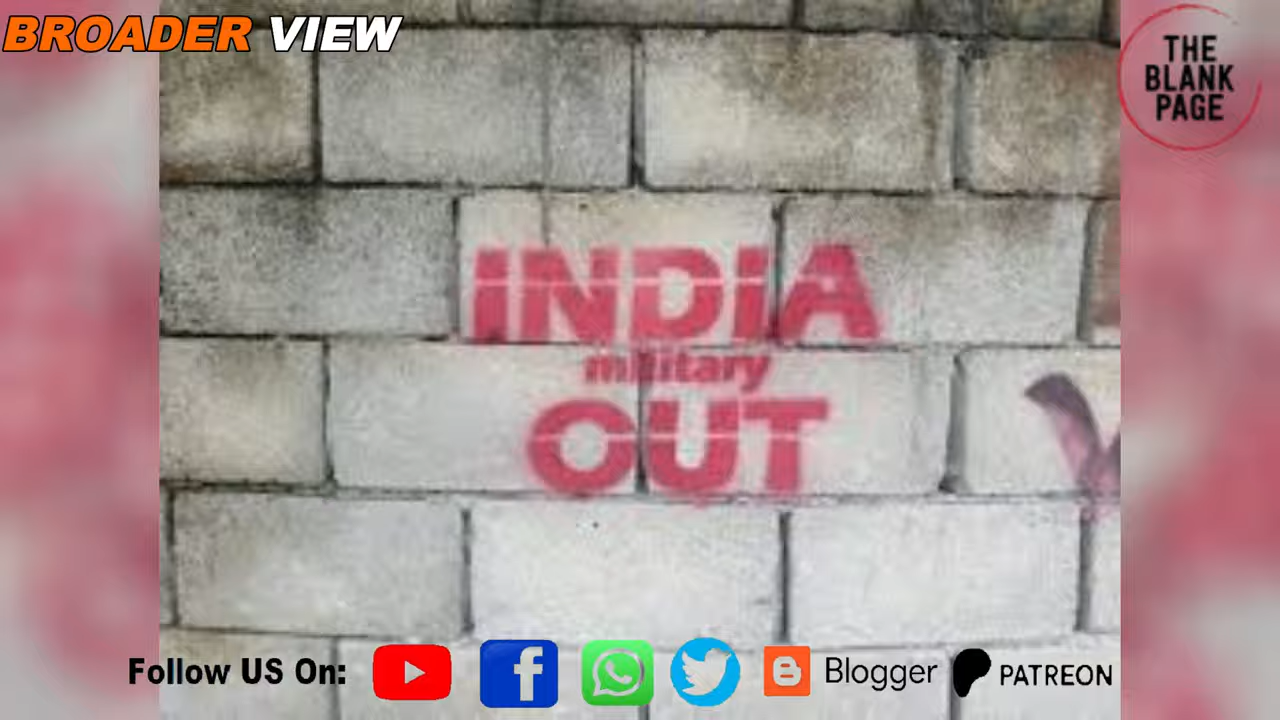 BROADER VIEW
THE
BLANK
PAGE
INDIA
military
OUT
Follow US On:
Blogger
PATREON